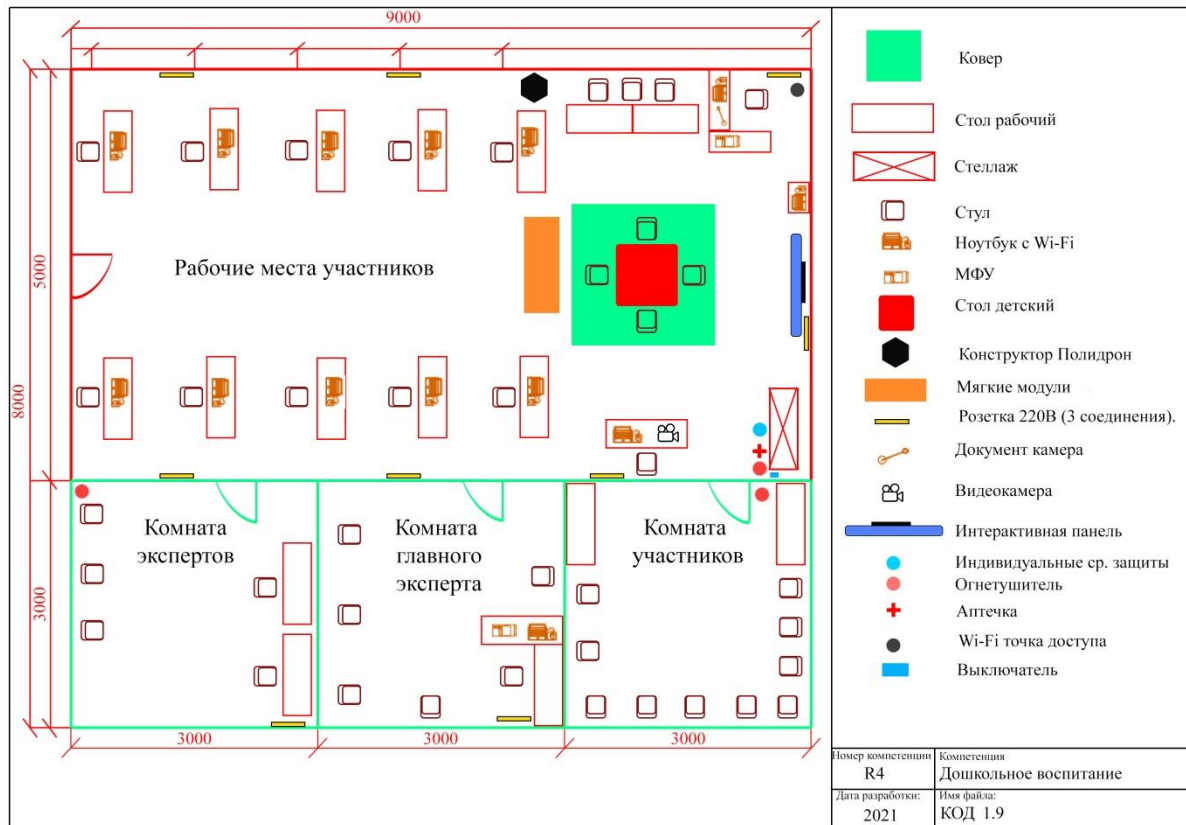 9000
5000
8000
3000
Рабочие места участников
Комната
экспертов
Комната
главного
эксперта
Комната
участников
3000
3000
3000
Ковер
Стол рабочий
Стеллаж
Стул
Ноутбук с Wi-Fi
МФУ
Стол детский
Конструктор Полидрон
Мягкие модули
Розетка 220В (3 соединения).
Документ камера
Видеокамера
Интерактивная панель
Индивидуальные ср. защиты
Огнетушитель
Аптечка
Wi-Fi точка доступа
Выключатель
Номер компетенции
R4
Компетенция
Дошкольное воспитание
Дата разработки:
2021
Имя файла:
КОД 1.9